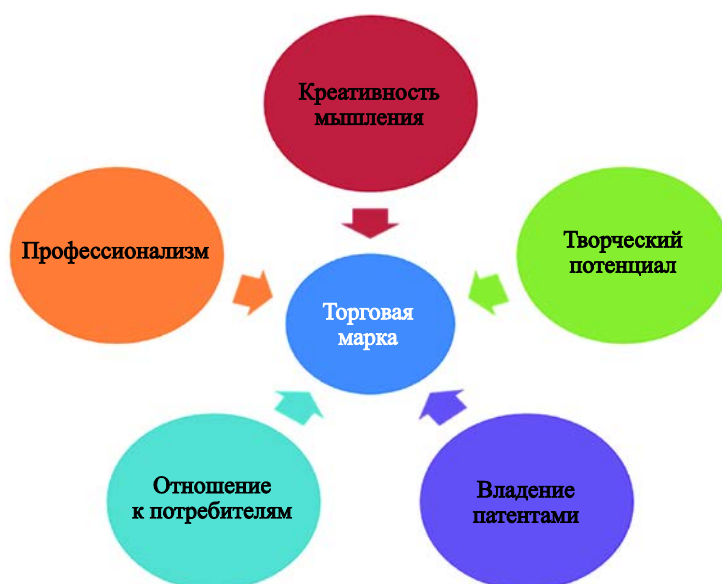 Креативность
мышления
Профессионализм
Творческий
потенциал
Торговая
марка
Отношение
к потребителям
Владение
патентами